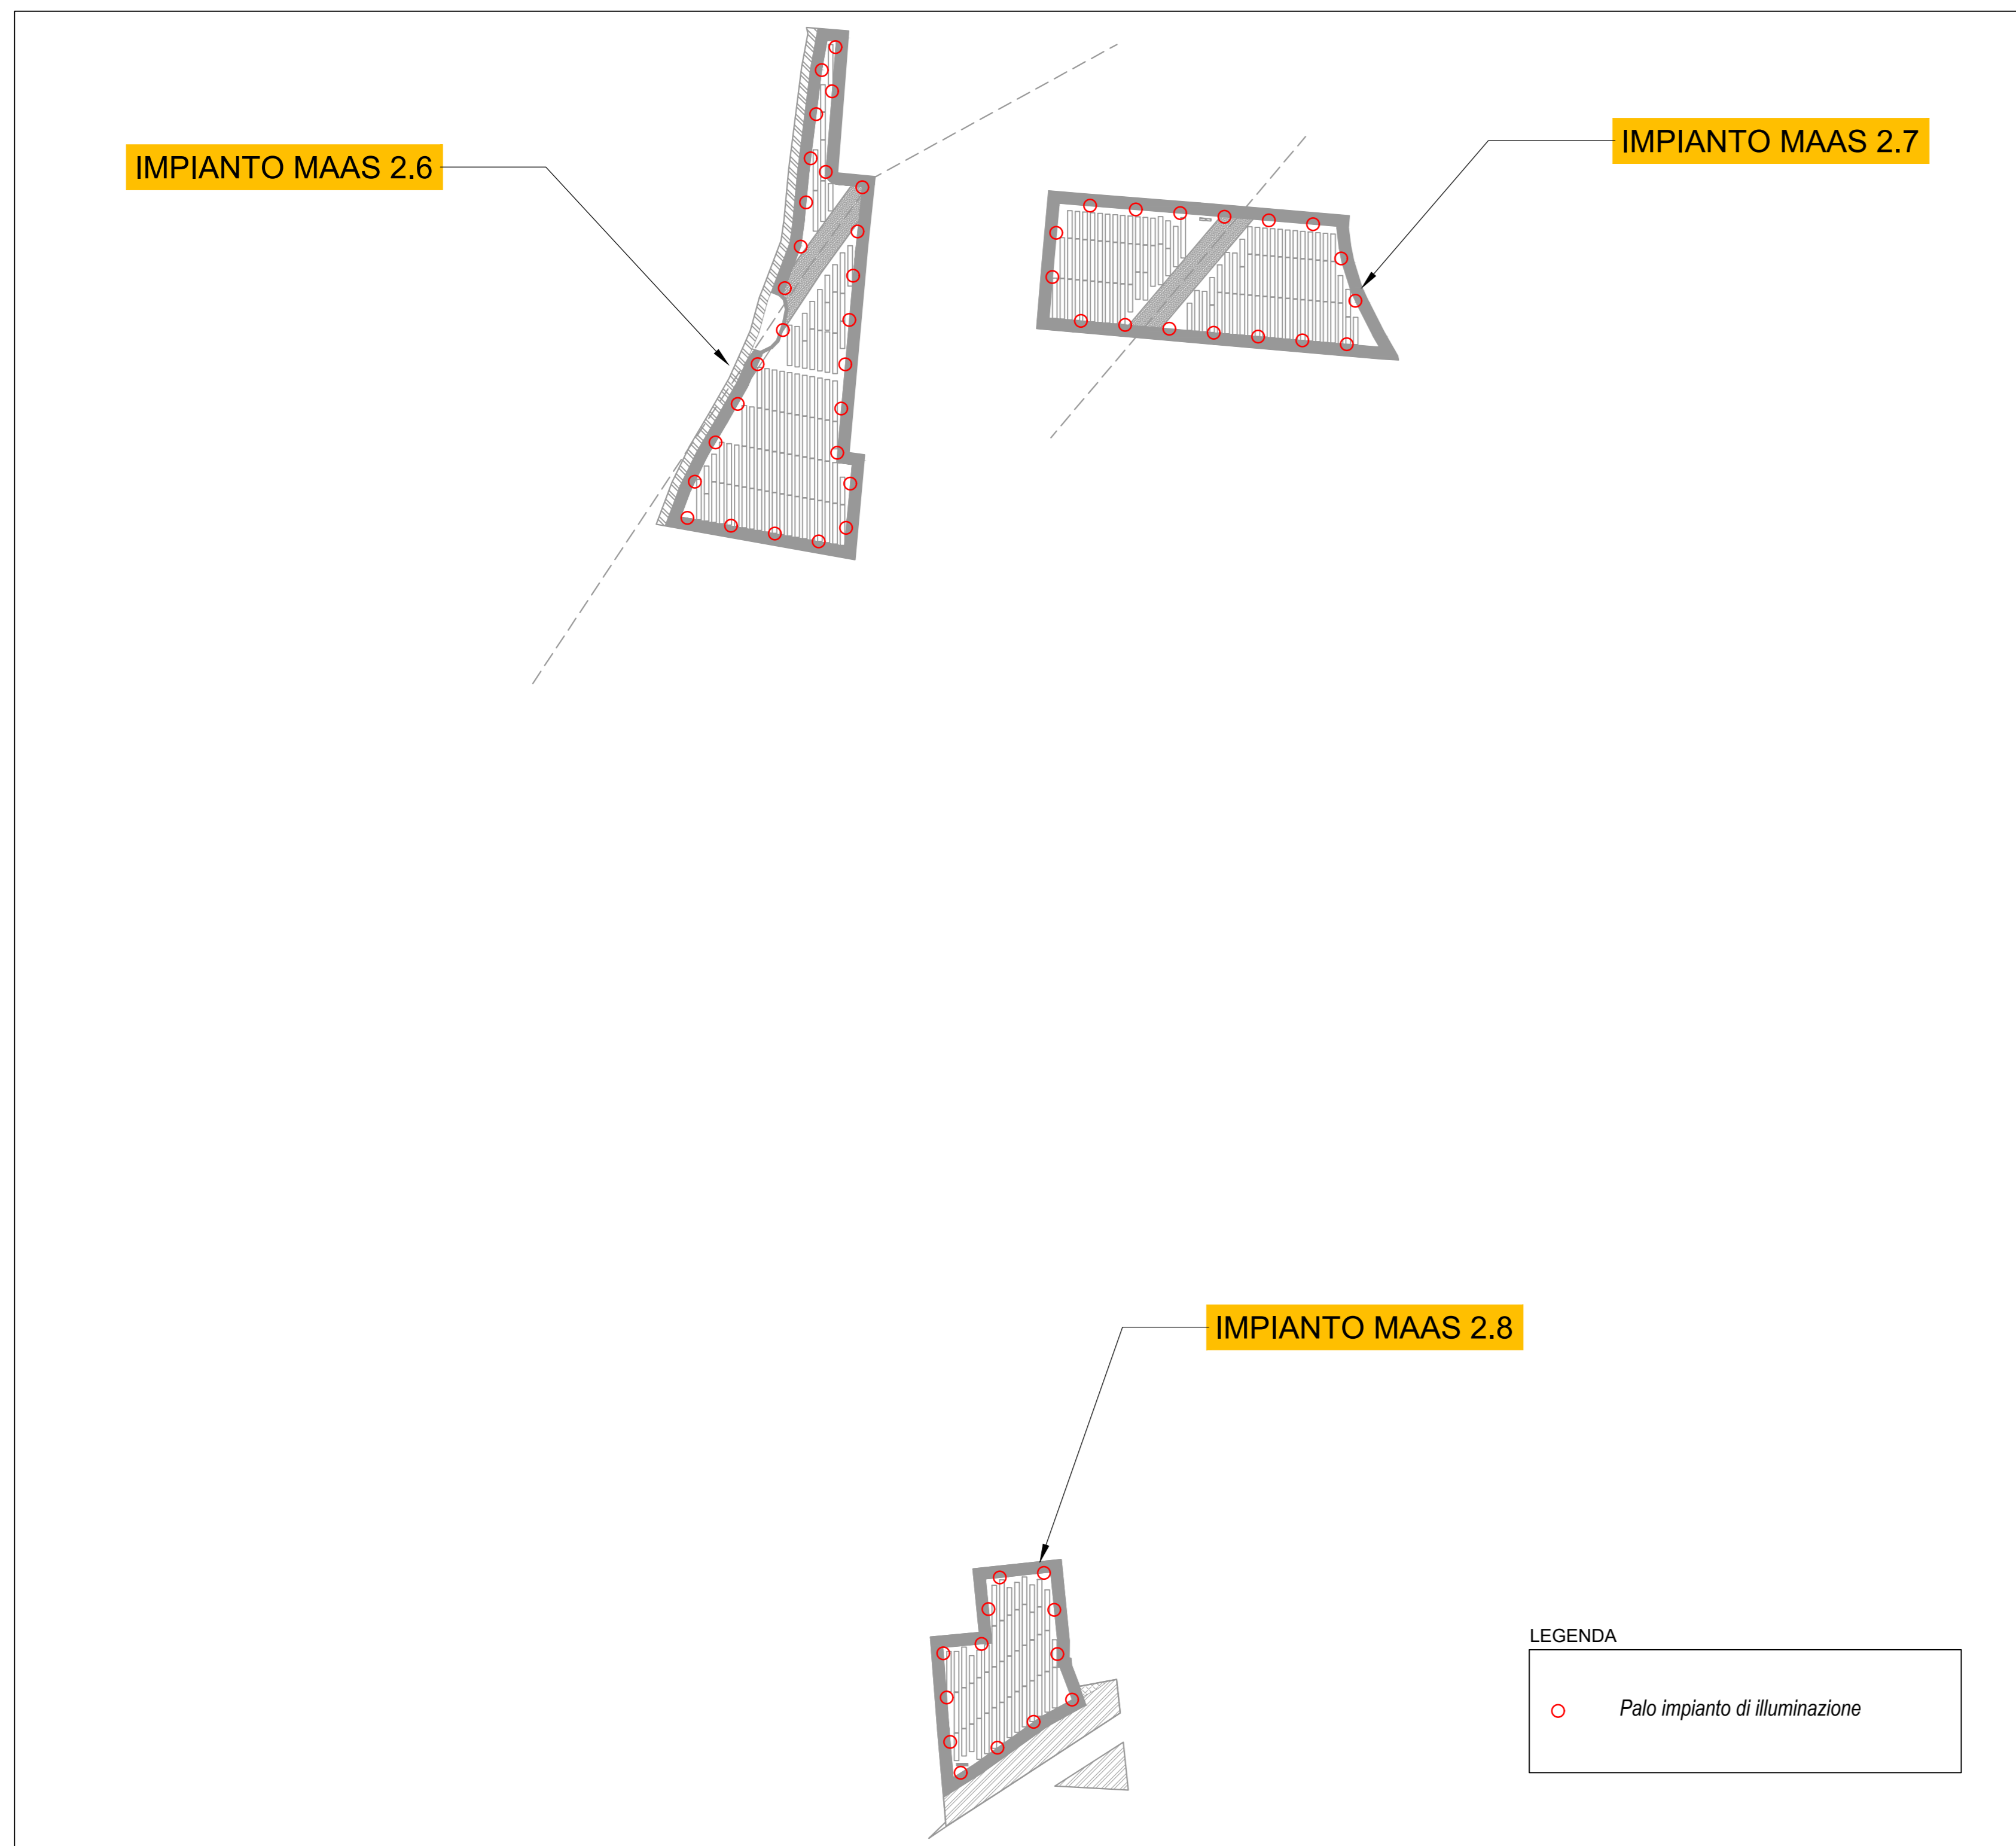 IMPIANTO MAAS 2.7
IMPIANTO MAAS 2.6
IMPIANTO MAAS 2.8
LEGENDA
Palo impianto di illuminazione